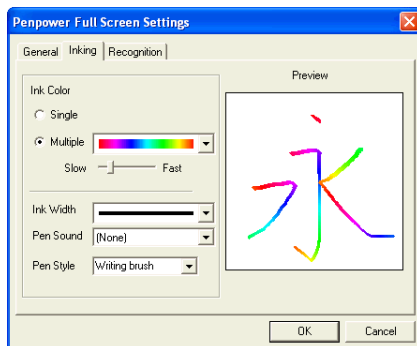 Penpower Full Screen Settings
General Inking Recognition
Ink Color
Single
Multiple
Slow Fast
Ink Width
Pen Sound (None)
Pen Style Writing brush
Preview
永
OK Cancel